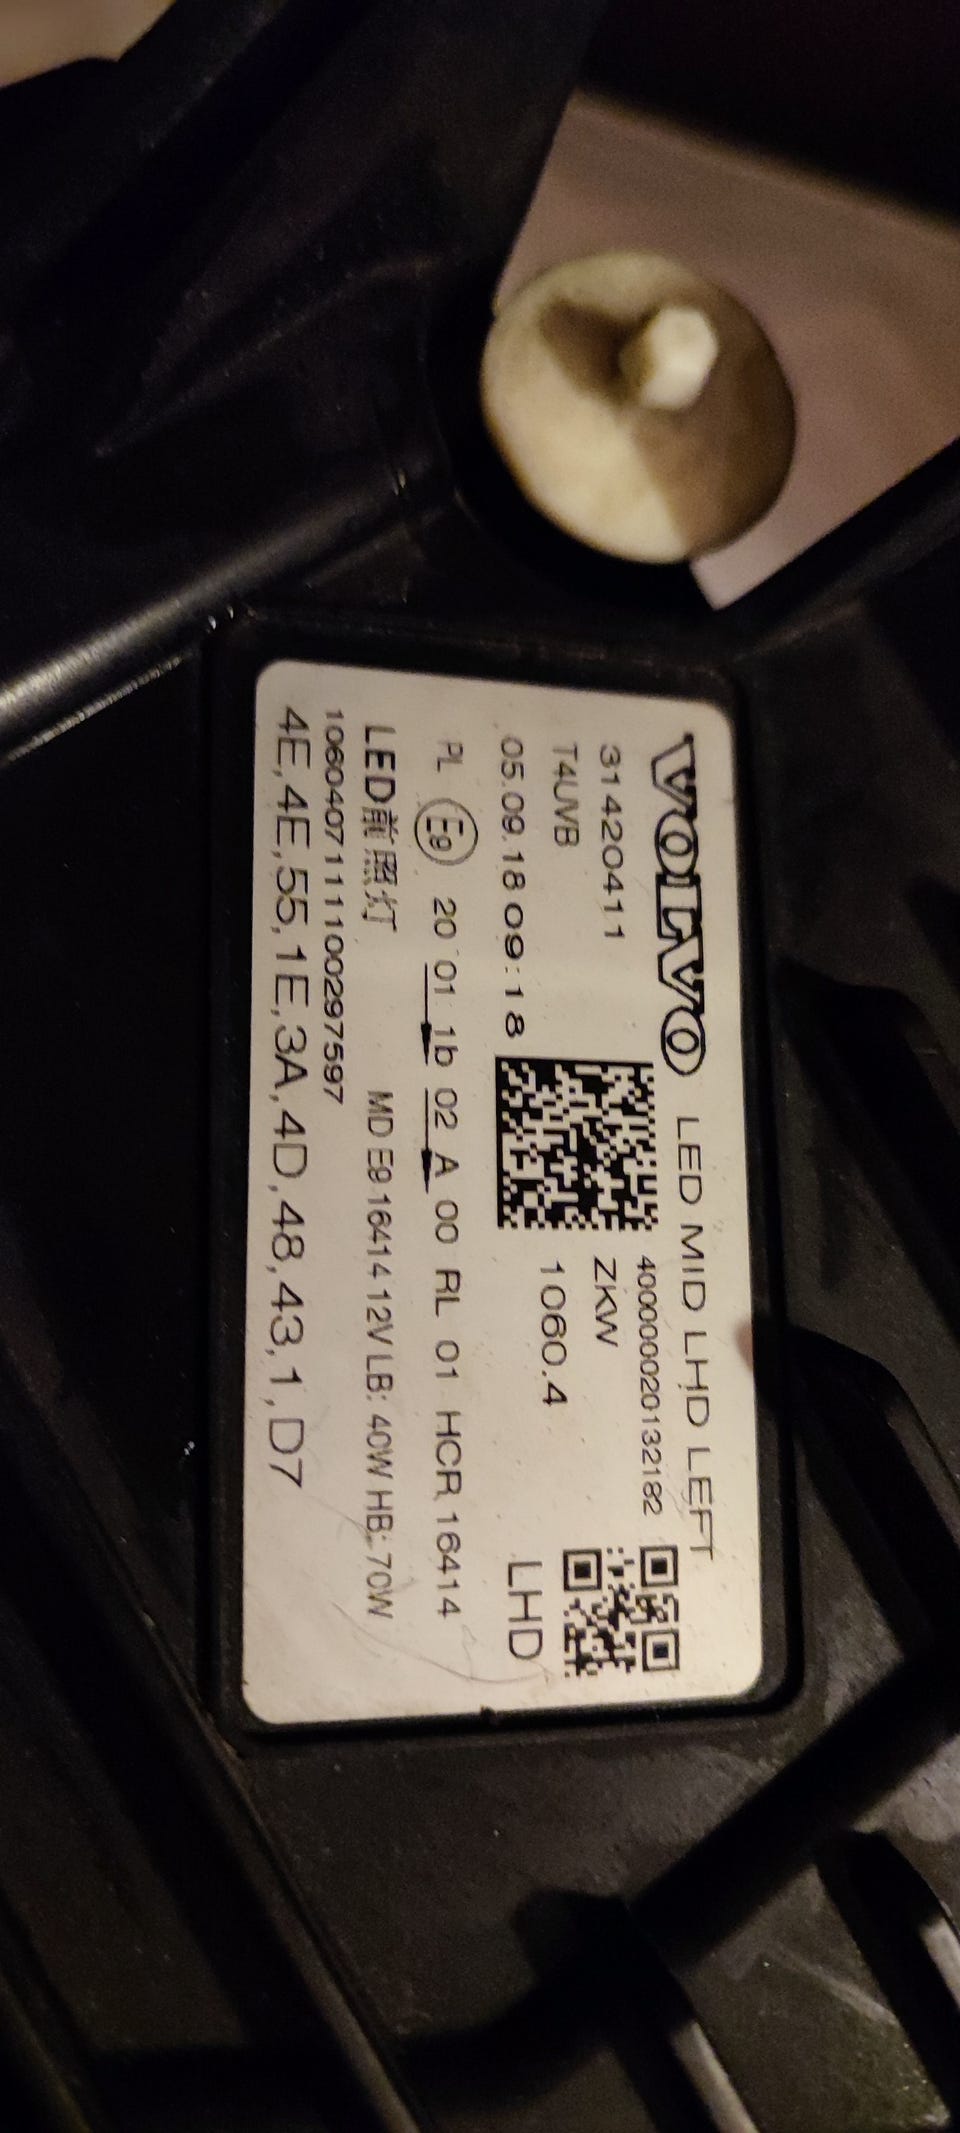 VOLVO LED MID LHD LEFT
31420411 4000000020132182
T4UVB ZKW
05.09.18 09:18 1060.4 LHD
PL E9 20 01 1b 02 A 00 RL 01 HCR 16414
LED前照灯 MD E9 16414 12V LB: 40W HB: 70W
10604071111100297597
4E,4E,55,1E,3A,4D,48,43,1,D7